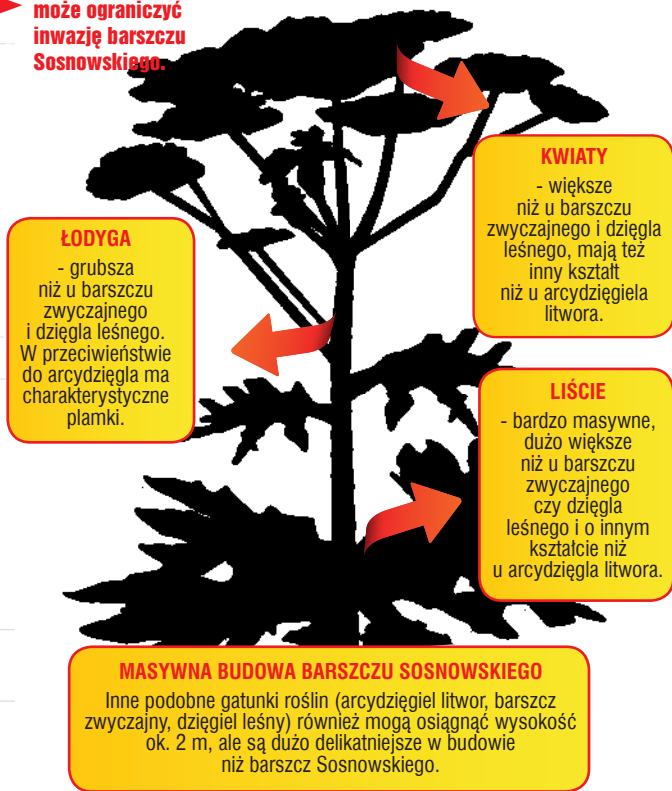 może ograniczyć
inwazję barszczu
Sosnowskiego.
KWIATY
- większe
niż u barszczu
zwyczajnego i dzięgla
leśnego, mają też
inny kształt
niż u arcydzięgiela
litwora.
ŁODYGA
- grubsza
niż u barszczu
zwyczajnego
i dzięgla leśnego.
W przeciwieństwie
do arcydzięgla ma
charakterystyczne
plamki.
LIŚCIE
- bardzo masywne,
dużo większe
niż u barszczu
zwyczajnego
czy dzięgla
leśnego i o innym
kształcie niż
u arcydzięgla litwora.
MASYWNA BUDOWA BARSZCZU SOSNOWSKIEGO
Inne podobne gatunki roślin (arcydzięgiel litwor, barszcz
zwyczajny, dzięgiel leśny) również mogą osiągnąć wysokość
ok. 2 m, ale są dużo delikatniejsze w budowie
niż barszcz Sosnowskiego.